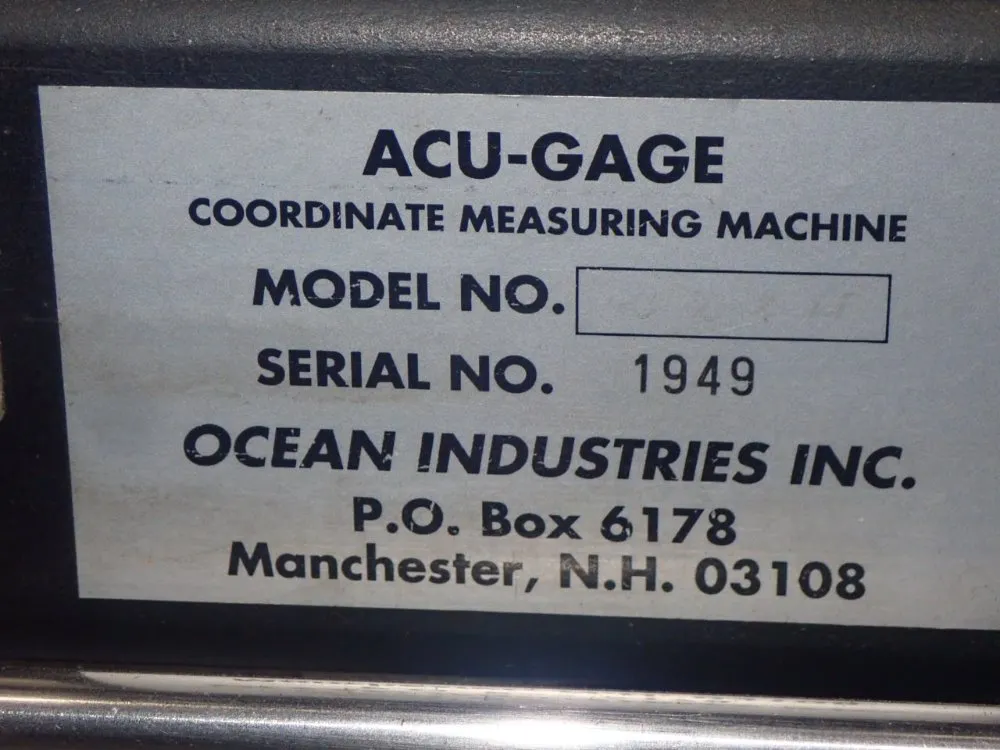 ACU-GAGE
COORDINATE MEASURING MACHINE
MODEL NO.
SERIAL NO. 1949
OCEAN INDUSTRIES INC.
P.O. Box 6178
Manchester, N.H. 03108